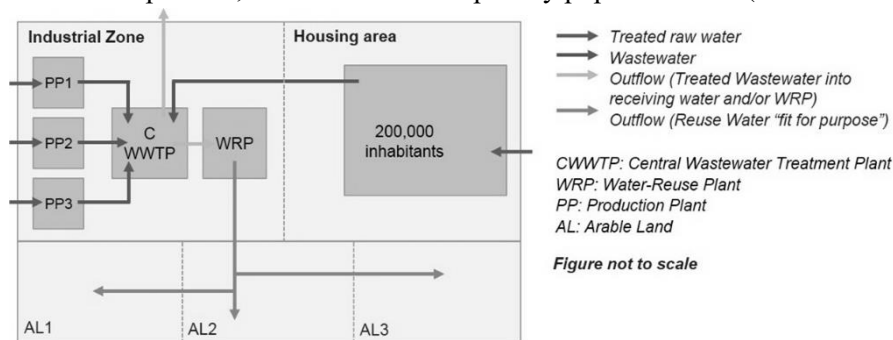 Industrial Zone
Housing area
PP1
PP2
PP3
C
WWTP
WRP
200,000
inhabitants
AL1
AL2
AL3
Treated raw water
Wastewater
Outflow (Treated Wastewater into
receiving water and/or WRP)
Outflow (Reuse Water "fit for purpose")
CWWTP: Central Wastewater Treatment Plant
WRP: Water-Reuse Plant
PP: Production Plant
AL: Arable Land
Figure not to scale